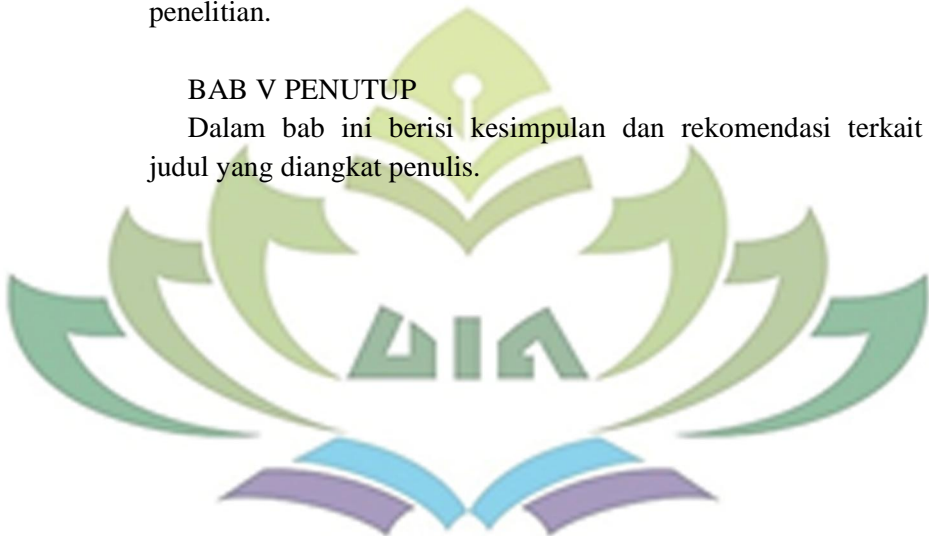 penelitian.
BAB V PENUTUP
Dalam bab ini berisi kesimpulan dan rekomendasi terkait
judul yang diangkat penulis.
UIN